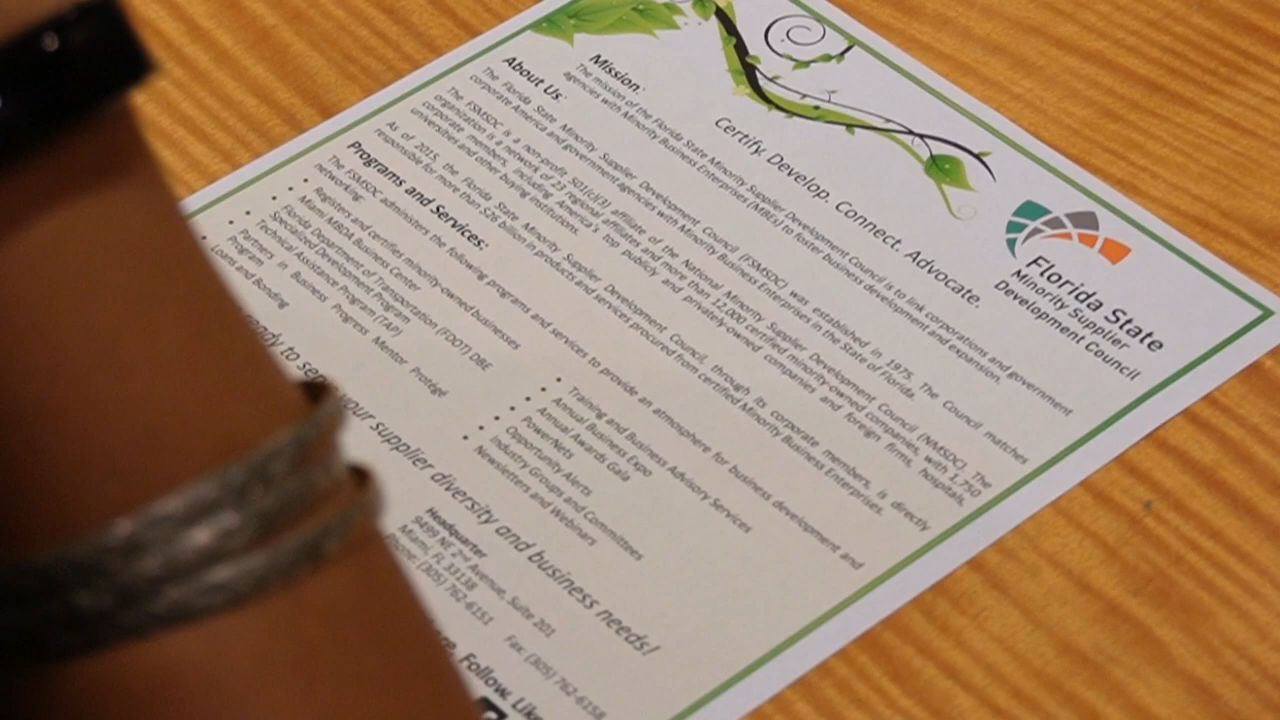 Florida State
Minority Supplier
Development Council
Certify. Develop. Connect. Advocate.
Mission:
The mission of the Florida State Minority Supplier Development Council is to link corporations and government
agencies with Minority Business Enterprises (MBEs) to foster business development and expansion.
About Us:
The Florida State Minority Supplier Development Council (FSMSDC) was established in 1975. The Council matches
corporate America and government agencies with Minority Business Enterprises in the State of Florida.
The FSMSDC is a non-profit 501(c)(3) affiliate of the National Minority Supplier Development Council (NMSDC). The
organization is a network of 23 regional affiliates and more than 12,000 certified minority-owned companies, with 1,750
corporate members, including America's top publicly and privately-owned companies and foreign firms, hospitals,
universities and other buying institutions.
As of 2015, the Florida State Minority Supplier Development Council, through its corporate members, is directly
responsible for more than $26 billion in products and services procured from certified Minority Business Enterprises.
Programs and Services:
The FSMSDC administers the following programs and services to provide an atmosphere for business development and
networking:
• Registers and certifies minority-owned businesses
• Miami MBDA Business Center
• Florida Department of Transportation (FDOT) DBE
Specialized Development Program
• Technical Assistance Program (TAP)
• Partners in Business Progress Mentor Protégé
Program
• Loans and Bonding
• Training and Business Advisory Services
• Annual Business Expo
• Annual Awards Gala
• PowerNets
• Opportunity Alerts
• Industry Groups and Committees
• Newsletters and Webinars
your supplier diversity and business needs!
Headquarter
9499 NE 2nd Avenue, Suite 201
Miami, FL 33138
Phone: (305) 762-6151 Fax: (305) 762-6158
Follow. Like